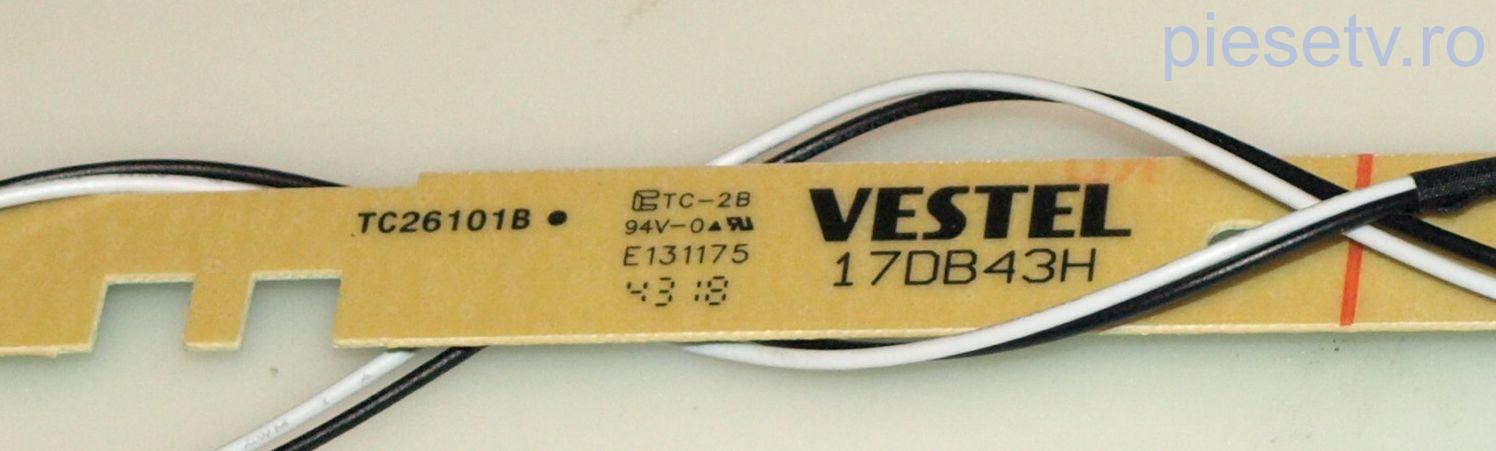 piesetv.ro
TC26101B
TC-2B
94V-0
E131175
4318
VESTEL
17DB43H